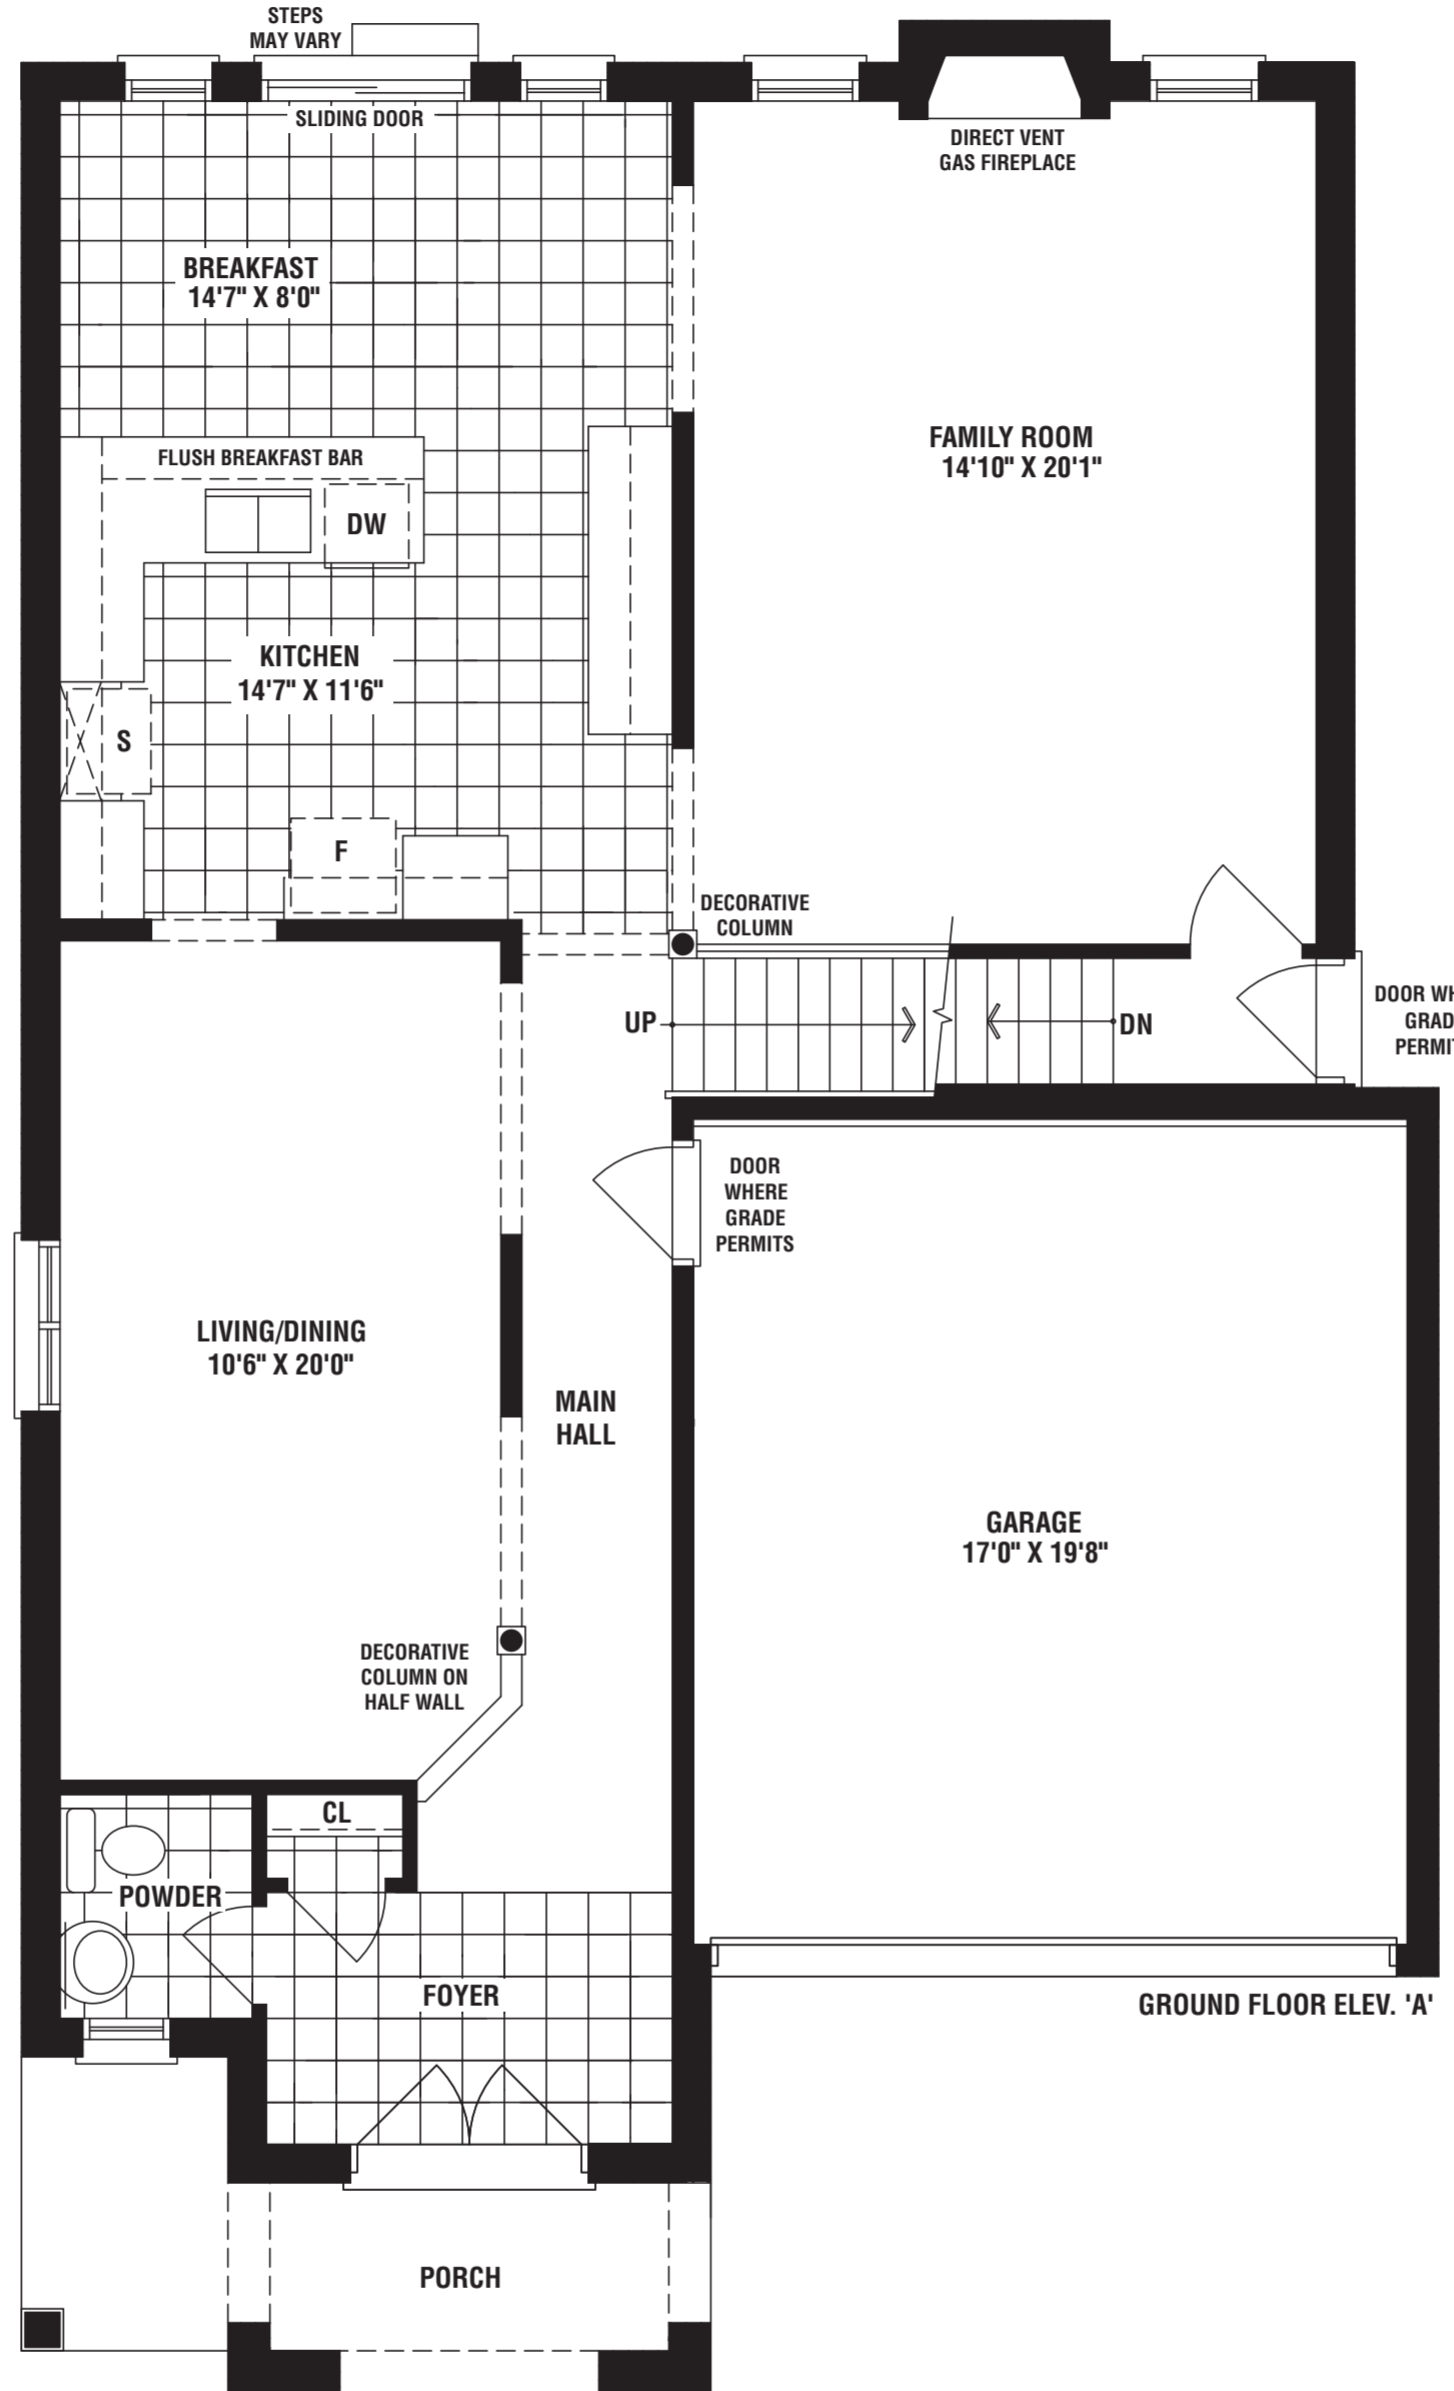 STEPS
MAY VARY
SLIDING DOOR
DIRECT VENT
GAS FIREPLACE
BREAKFAST
14'7" X 8'0"
FAMILY ROOM
14'10" X 20'1"
FLUSH BREAKFAST BAR
DW
KITCHEN
14'7" X 11'6"
S
F
DECORATIVE
COLUMN
UP
DN
DOOR WH
GRAD
PERMIT
DOOR
WHERE
GRADE
PERMITS
LIVING/DINING
10'6" X 20'0"
MAIN
HALL
GARAGE
17'0" X 19'8"
DECORATIVE
COLUMN ON
HALF WALL
CL
POWDER
FOYER
GROUND FLOOR ELEV. 'A'
PORCH